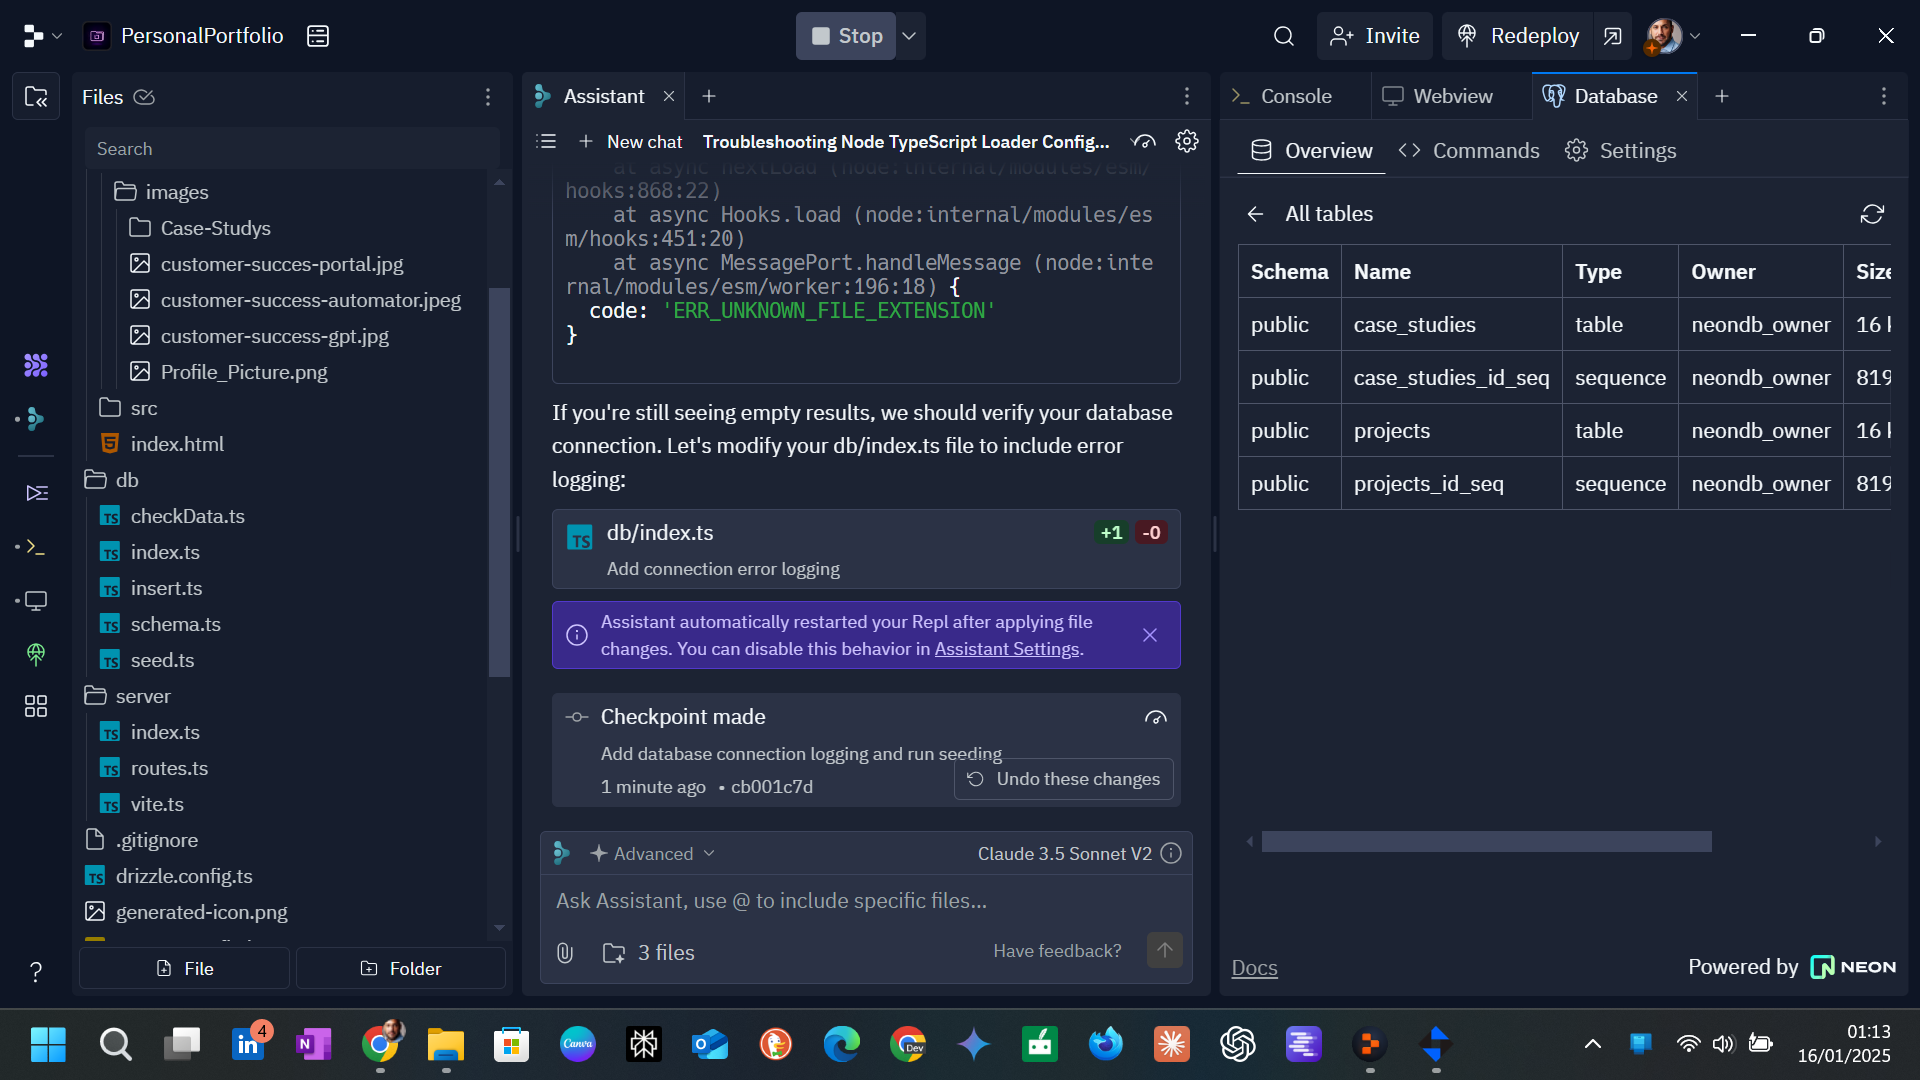 PersonalPortfolio
Stop
Invite
Redeploy
Files
Search
images
Case-Studys
customer-succes-portal.jpg
customer-success-automator.jpeg
customer-success-gpt.jpg
Profile_Picture.png
src
index.html
db
checkData.ts
index.ts
insert.ts
schema.ts
seed.ts
server
index.ts
routes.ts
vite.ts
.gitignore
drizzle.config.ts
generated-icon.png
File
Folder
Assistant
New chat
Troubleshooting Node TypeScript Loader Config...
at async nextLoad (node:internal/modules/esm/
hooks:868:22)
at async Hooks.load (node:internal/modules/es
m/hooks:451:20)
at async MessagePort.handleMessage (node:inte
rnal/modules/esm/worker:196:18) {
code: 'ERR_UNKNOWN_FILE_EXTENSION'
}
If you're still seeing empty results, we should verify your database
connection. Let's modify your db/index.ts file to include error
logging:
TS db/index.ts +1 -0
Add connection error logging
Assistant automatically restarted your Repl after applying file
changes. You can disable this behavior in Assistant Settings.
Checkpoint made
Add database connection logging and run seeding
1 minute ago • cb001c7d
Undo these changes
Advanced
Claude 3.5 Sonnet V2
Ask Assistant, use @ to include specific files...
3 files
Have feedback?
Console
Webview
Database
Overview
Commands
Settings
All tables
Schema Name Type Owner Size
public case_studies table neondb_owner 16
public case_studies_id_seq sequence neondb_owner 819
public projects table neondb_owner 16
public projects_id_seq sequence neondb_owner 819
Docs
Powered by NEON
4
Canva
Dev
01:13
16/01/2025